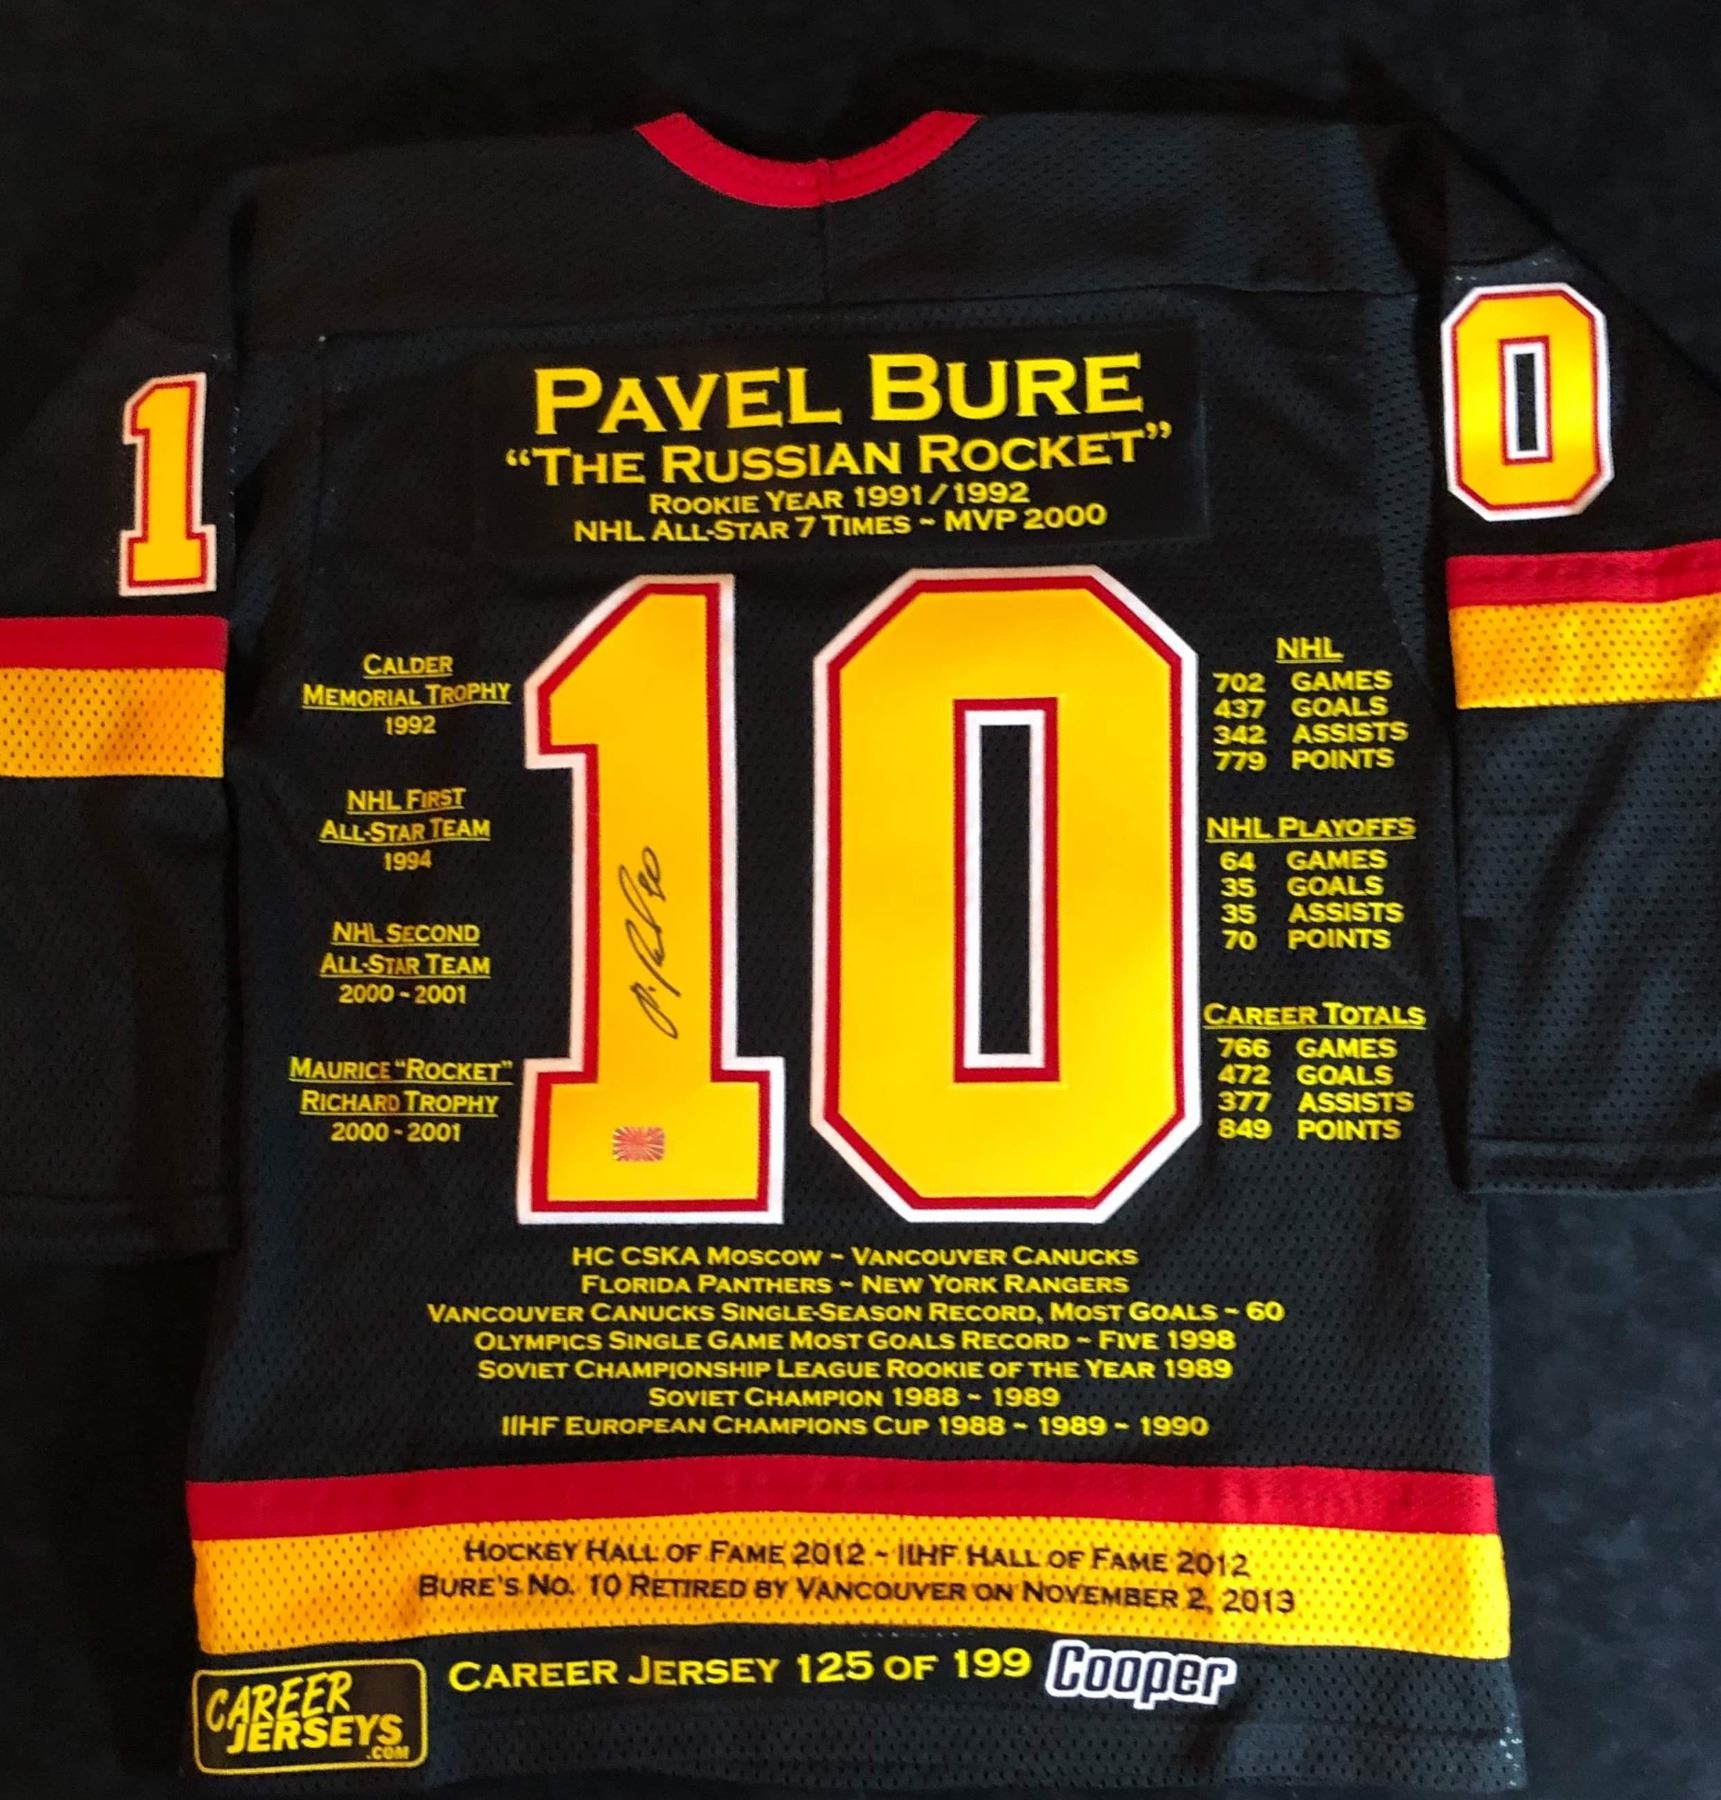 PAVEL BURE
“THE RUSSIAN ROCKET”
ROOKIE YEAR 1991/1992
NHL ALL-STAR 7 TIMES ~ MVP 2000
1
0
10
CALDER
MEMORIAL TROPHY
1992
NHL FIRST
ALL-STAR TEAM
1994
NHL SECOND
ALL-STAR TEAM
2000 ~ 2001
MAURICE “ROCKET”
RICHARD TROPHY
2000 ~ 2001
NHL
702 GAMES
437 GOALS
342 ASSISTS
779 POINTS
NHL PLAYOFFS
64 GAMES
35 GOALS
35 ASSISTS
70 POINTS
CAREER TOTALS
766 GAMES
472 GOALS
377 ASSISTS
849 POINTS
HC CSKA MOSCOW ~ VANCOUVER CANUCKS
FLORIDA PANTHERS ~ NEW YORK RANGERS
VANCOUVER CANUCKS SINGLE-SEASON RECORD, MOST GOALS ~ 60
OLYMPICS SINGLE GAME MOST GOALS RECORD ~ FIVE 1998
SOVIET CHAMPIONSHIP LEAGUE ROOKIE OF THE YEAR 1989
SOVIET CHAMPION 1988 ~ 1989
IIHF EUROPEAN CHAMPIONS CUP 1988 ~ 1989 ~ 1990
HOCKEY HALL OF FAME 2012 ~ IIHF HALL OF FAME 2012
BURE'S NO. 10 RETIRED BY VANCOUVER ON NOVEMBER 2, 2013
CAREER JERSEY 125 OF 199 Cooper
CAREER
JERSEYS
.COM